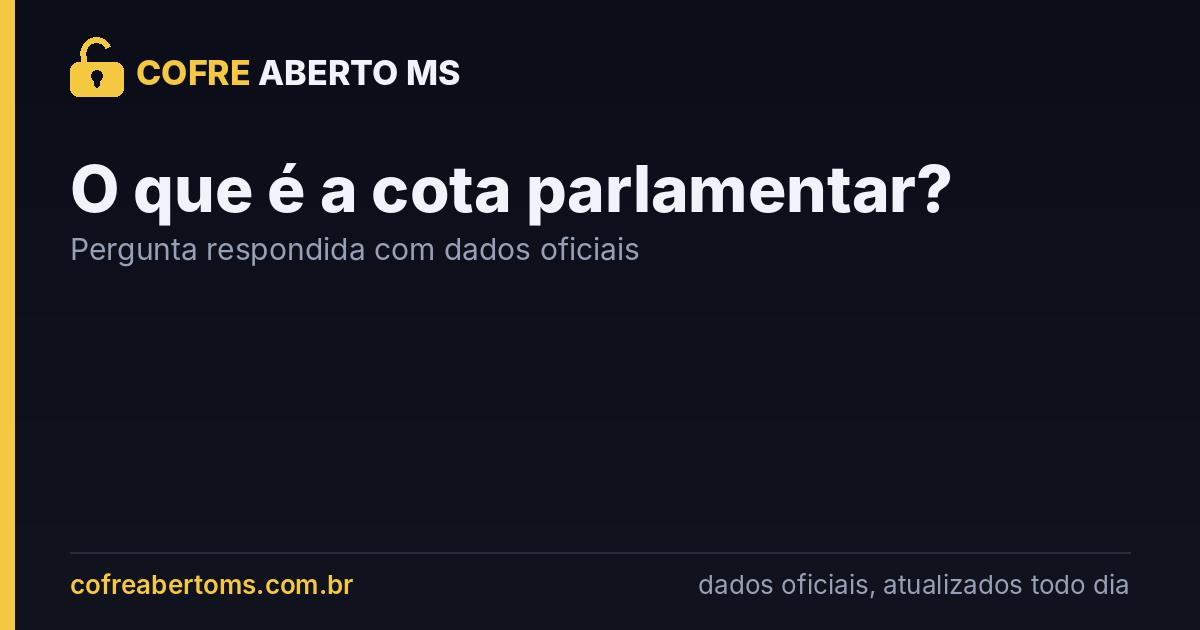 COFRE ABERTO MS
O que é a cota parlamentar?
Pergunta respondida com dados oficiais
cofreabertoms.com.br
dados oficiais, atualizados todo dia